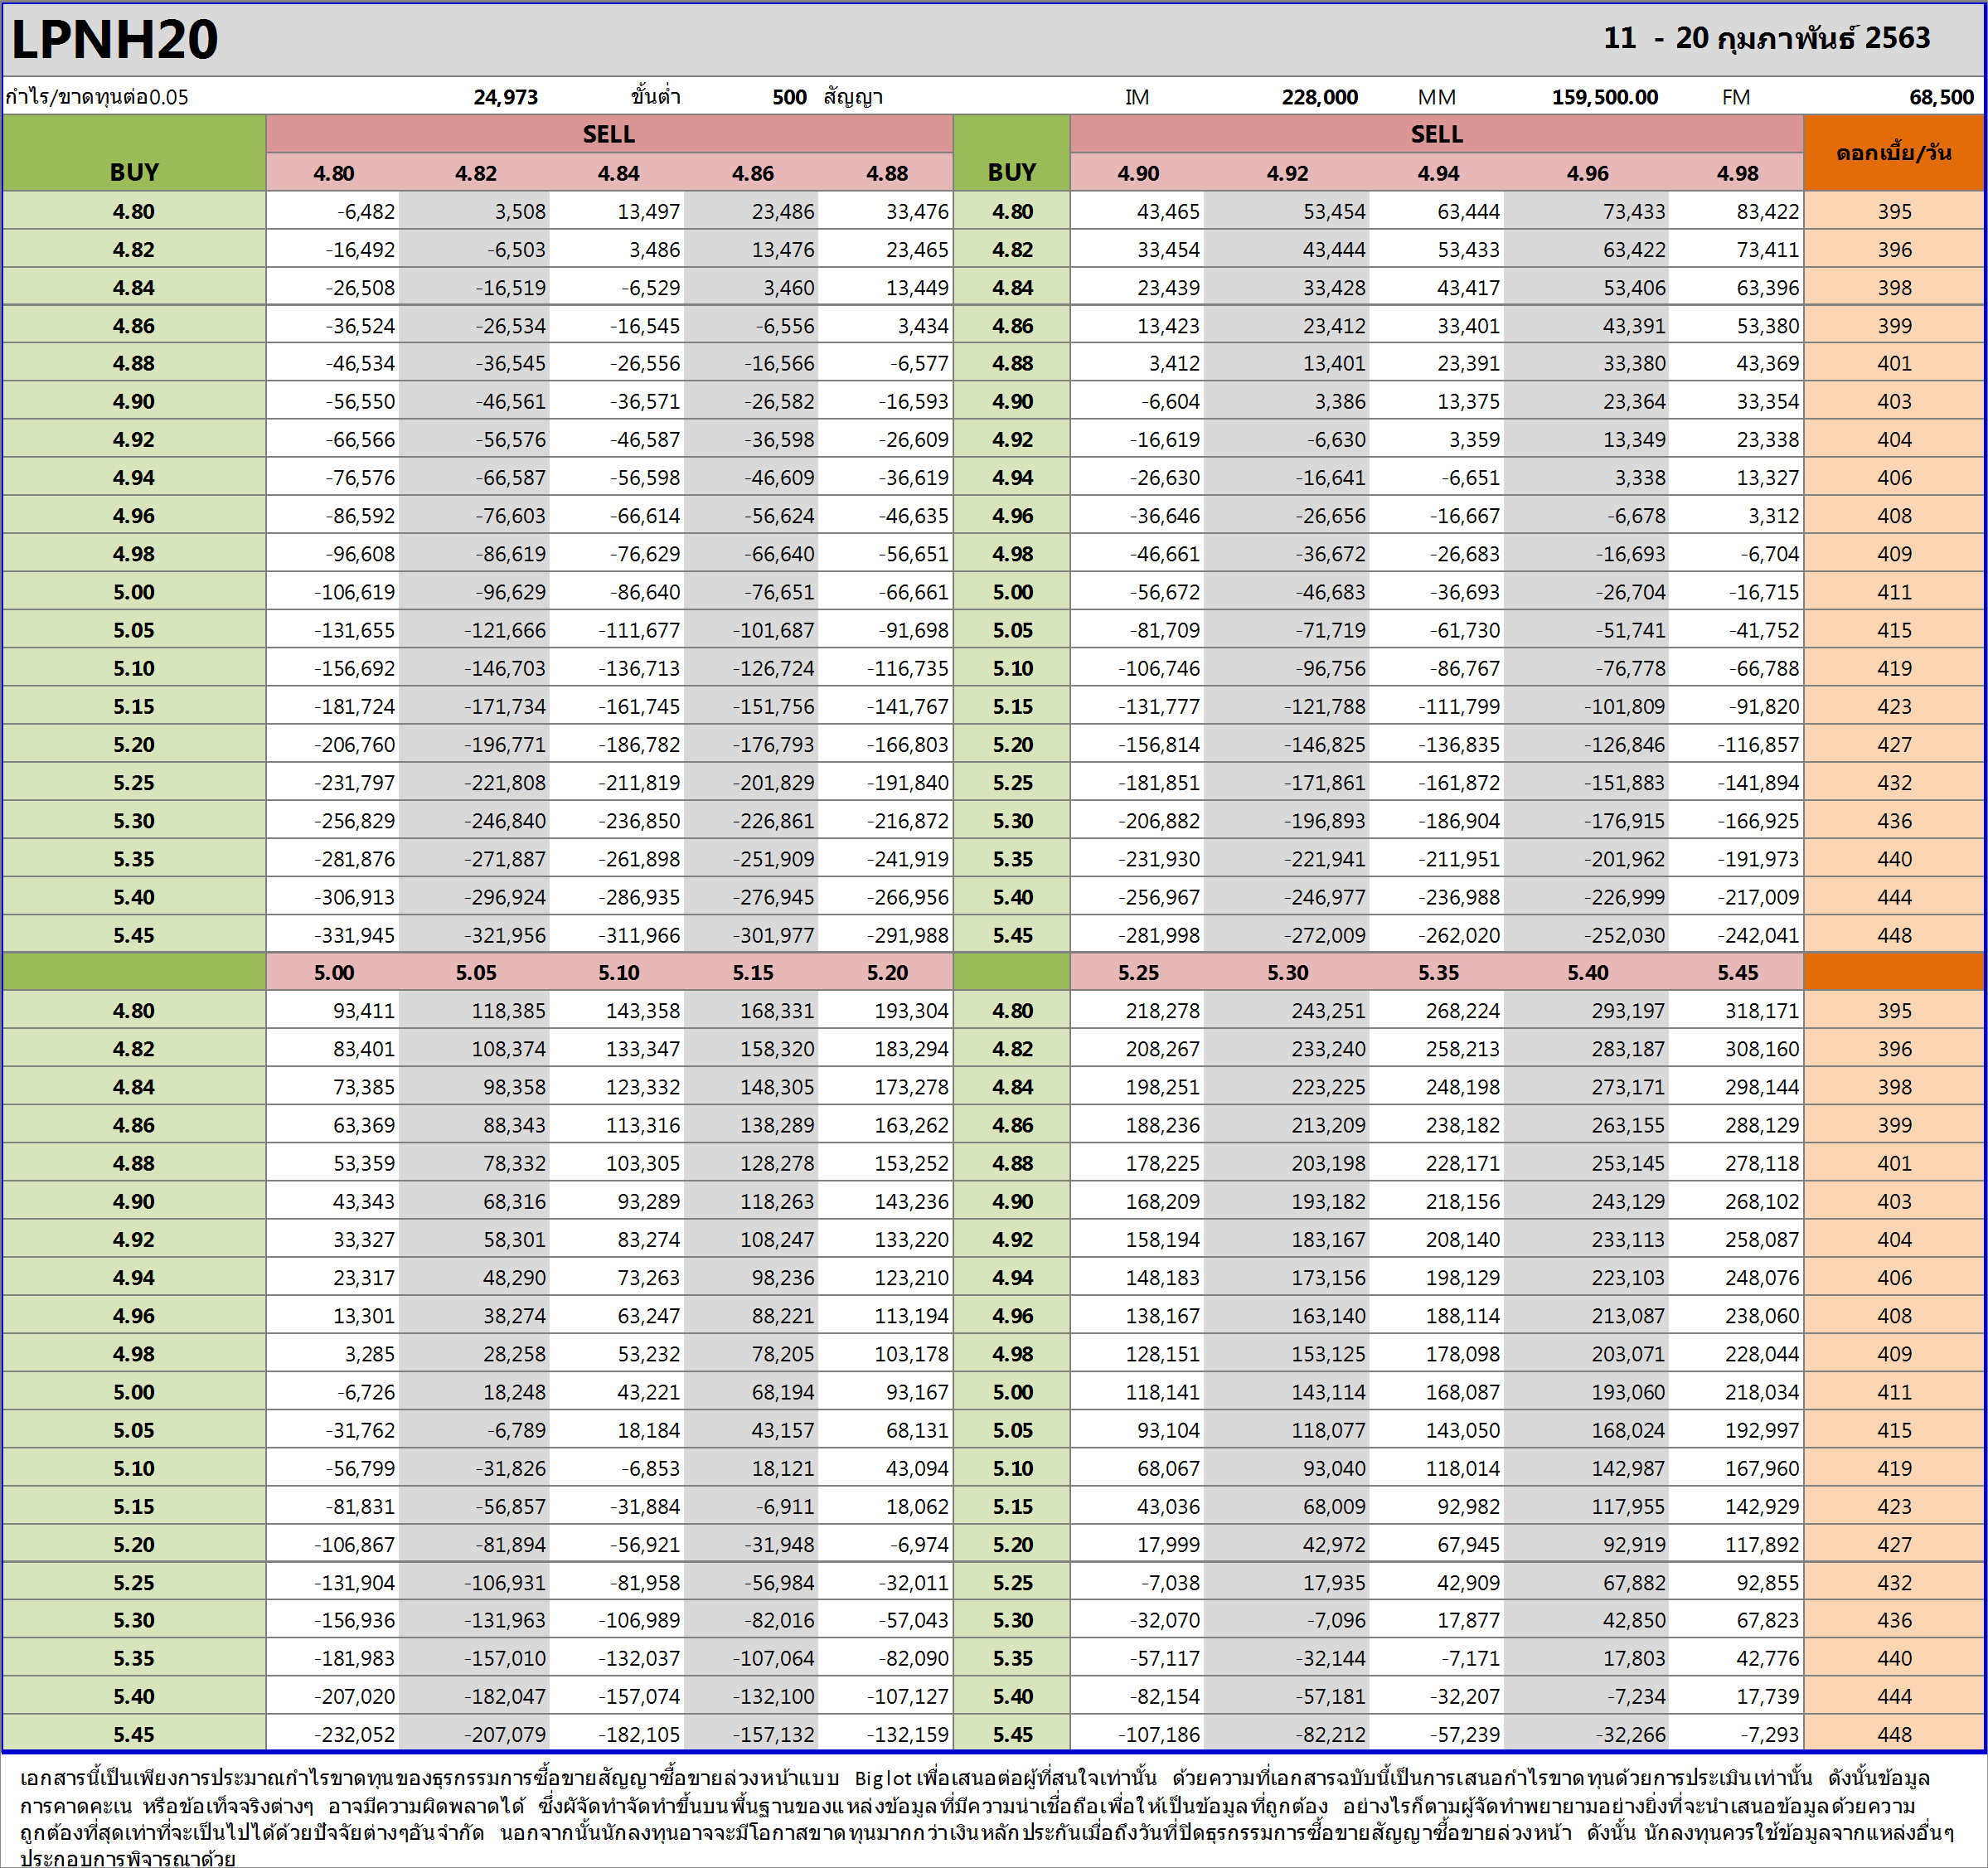 LPNH20 11 - 20 กุมภาพันธ์ 2563
กำไร/ขาดทุนต่อ0.05 24,973 ขั้นต่ำ 500 สัญญา IM 228,000 MM 159,500.00 FM 68,500
BUY SELL BUY SELL ดอกเบี้ย/วัน
4.80 4.82 4.84 4.86 4.88 4.90 4.92 4.94 4.96 4.98
4.80 -6,482 3,508 13,497 23,486 33,476 4.80 43,465 53,454 63,444 73,433 83,422 395
4.82 -16,492 -6,503 3,486 13,476 23,465 4.82 33,454 43,444 53,433 63,422 73,411 396
4.84 -26,508 -16,519 -6,529 3,460 13,449 4.84 23,439 33,428 43,417 53,406 63,396 398
4.86 -36,524 -26,534 -16,545 -6,556 3,434 4.86 13,423 23,412 33,401 43,391 53,380 399
4.88 -46,534 -36,545 -26,556 -16,566 -6,577 4.88 3,412 13,401 23,391 33,380 43,369 401
4.90 -56,550 -46,561 -36,571 -26,582 -16,593 4.90 -6,604 3,386 13,375 23,364 33,354 403
4.92 -66,566 -56,576 -46,587 -36,598 -26,609 4.92 -16,619 -6,630 3,359 13,349 23,338 404
4.94 -76,576 -66,587 -56,598 -46,609 -36,619 4.94 -26,630 -16,641 -6,651 3,338 13,327 406
4.96 -86,592 -76,603 -66,614 -56,624 -46,635 4.96 -36,646 -26,656 -16,667 -6,678 3,312 408
4.98 -96,608 -86,619 -76,629 -66,640 -56,651 4.98 -46,661 -36,672 -26,683 -16,693 -6,704 409
5.00 -106,619 -96,629 -86,640 -76,651 -66,661 5.00 -56,672 -46,683 -36,693 -26,704 -16,715 411
5.05 -131,655 -121,666 -111,677 -101,687 -91,698 5.05 -81,709 -71,719 -61,730 -51,741 -41,752 415
5.10 -156,692 -146,703 -136,713 -126,724 -116,735 5.10 -106,746 -96,756 -86,767 -76,778 -66,788 419
5.15 -181,724 -171,734 -161,745 -151,756 -141,767 5.15 -131,777 -121,788 -111,799 -101,809 -91,820 423
5.20 -206,760 -196,771 -186,782 -176,793 -166,803 5.20 -156,814 -146,825 -136,835 -126,846 -116,857 427
5.25 -231,797 -221,808 -211,819 -201,829 -191,840 5.25 -181,851 -171,861 -161,872 -151,883 -141,894 432
5.30 -256,829 -246,840 -236,850 -226,861 -216,872 5.30 -206,882 -196,893 -186,904 -176,915 -166,925 436
5.35 -281,876 -271,887 -261,898 -251,909 -241,919 5.35 -231,930 -221,941 -211,951 -201,962 -191,973 440
5.40 -306,913 -296,924 -286,935 -276,945 -266,956 5.40 -256,967 -246,977 -236,988 -226,999 -217,009 444
5.45 -331,945 -321,956 -311,966 -301,977 -291,988 5.45 -281,998 -272,009 -262,020 -252,030 -242,041 448
5.00 5.05 5.10 5.15 5.20 5.25 5.30 5.35 5.40 5.45
4.80 93,411 118,385 143,358 168,331 193,304 4.80 218,278 243,251 268,224 293,197 318,171 395
4.82 83,401 108,374 133,347 158,320 183,294 4.82 208,267 233,240 258,213 283,187 308,160 396
4.84 73,385 98,358 123,332 148,305 173,278 4.84 198,251 223,225 248,198 273,171 298,144 398
4.86 63,369 88,343 113,316 138,289 163,262 4.86 188,236 213,209 238,182 263,155 288,129 399
4.88 53,359 78,332 103,305 128,278 153,252 4.88 178,225 203,198 228,171 253,145 278,118 401
4.90 43,343 68,316 93,289 118,263 143,236 4.90 168,209 193,182 218,156 243,129 268,102 403
4.92 33,327 58,301 83,274 108,247 133,220 4.92 158,194 183,167 208,140 233,113 258,087 404
4.94 23,317 48,290 73,263 98,236 123,210 4.94 148,183 173,156 198,129 223,103 248,076 406
4.96 13,301 38,274 63,247 88,221 113,194 4.96 138,167 163,140 188,114 213,087 238,060 408
4.98 3,285 28,258 53,232 78,205 103,178 4.98 128,151 153,125 178,098 203,071 228,044 409
5.00 -6,726 18,248 43,221 68,194 93,167 5.00 118,141 143,114 168,087 193,060 218,034 411
5.05 -31,762 -6,789 18,184 43,157 68,131 5.05 93,104 118,077 143,050 168,024 192,997 415
5.10 -56,799 -31,826 -6,853 18,121 43,094 5.10 68,067 93,040 118,014 142,987 167,960 419
5.15 -81,831 -56,857 -31,884 -6,911 18,062 5.15 43,036 68,009 92,982 117,955 142,929 423
5.20 -106,867 -81,894 -56,921 -31,948 -6,974 5.20 17,999 42,972 67,945 92,919 117,892 427
5.25 -131,904 -106,931 -81,958 -56,984 -32,011 5.25 -7,038 17,935 42,909 67,882 92,855 432
5.30 -156,936 -131,963 -106,989 -82,016 -57,043 5.30 -32,070 -7,096 17,877 42,850 67,823 436
5.35 -181,983 -157,010 -132,037 -107,064 -82,090 5.35 -57,117 -32,144 -7,171 17,803 42,776 440
5.40 -207,020 -182,047 -157,074 -132,100 -107,127 5.40 -82,154 -57,181 -32,207 -7,234 17,739 444
5.45 -232,052 -207,079 -182,105 -157,132 -132,159 5.45 -107,186 -82,212 -57,239 -32,266 -7,293 448
เอกสารนี้เป็นเพียงการประมาณกำไรขาดทุนของธุรกรรมการซื้อขายสัญญาซื้อขายล่วงหน้าแบบ Biglot เพื่อเสนอต่อผู้ที่สนใจเท่านั้น ด้วยความที่เอกสารฉบับนี้เป็นการเสนอกำไรขาดทุนด้วยการประเมินเท่านั้น ดังนั้นข้อมูล
การคาดคะเน หรือข้อเท็จจริงต่างๆ อาจมีความผิดพลาดได้ ซึ่งผัจัดทำจัดทำขึ้นบนพื้นฐานของแหล่งข้อมูลที่มีความน่าเชื่อถือเพื่อให้เป็นข้อมูลที่ถูกต้อง อย่างไรก็ตามผู้จัดทำพยายามอย่างยิ่งที่จะนำเสนอข้อมูลด้วยความ
ถูกต้องที่สุดเท่าที่จะเป็นไปได้ด้วยปัจจัยต่างๆอันจำกัด นอกจากนั้นนักลงทุนอาจจะมีโอกาสขาดทุนมากกว่าเงินหลักประกันเมื่อถึงวันที่ปิดธุรกรรมการซื้อขายสัญญาซื้อขายล่วงหน้า ดังนั้น นักลงทุนควรใช้ข้อมูลจากแหล่งอื่นๆ
ประกอบการพิจารณาด้วย